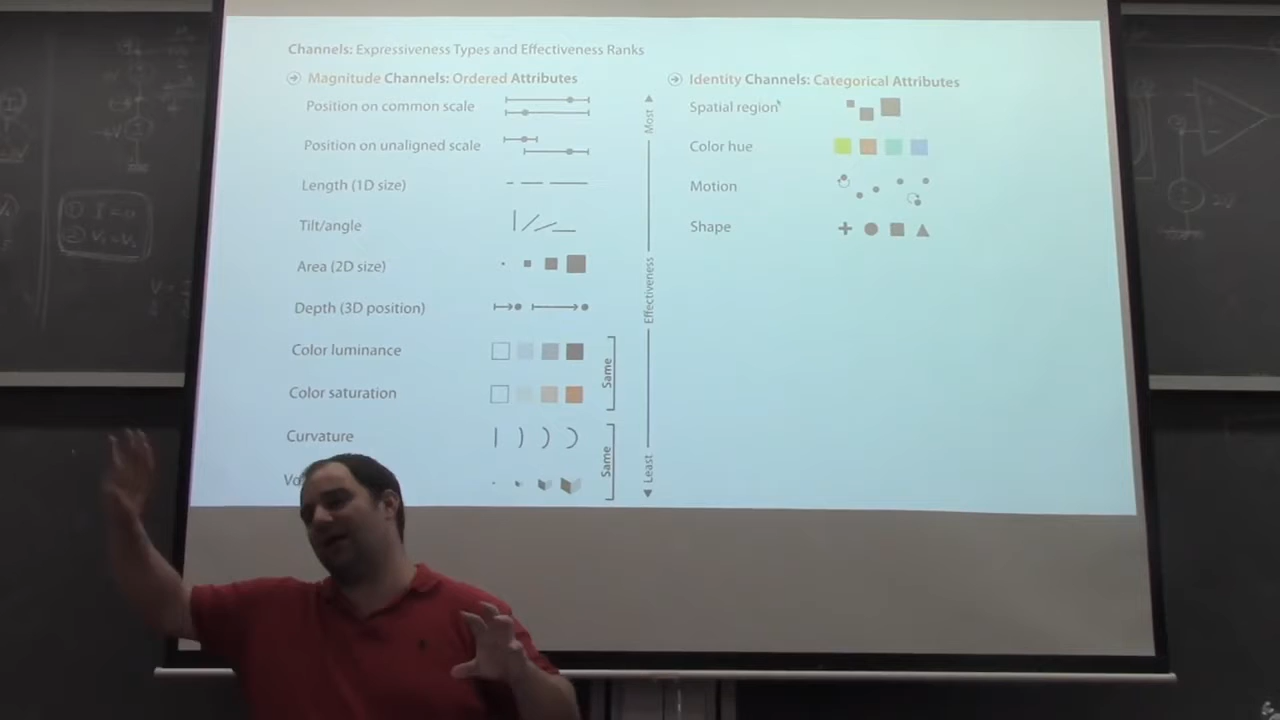 Channels: Expressiveness Types and Effectiveness Ranks
Magnitude Channels: Ordered Attributes
Position on common scale
Position on unaligned scale
Length (1D size)
Tilt/angle
Area (2D size)
Depth (3D position)
Color luminance
Color saturation
Curvature
Same
Same
Most
Effectiveness
Least
Identity Channels: Categorical Attributes
Spatial region
Color hue
Motion
Shape